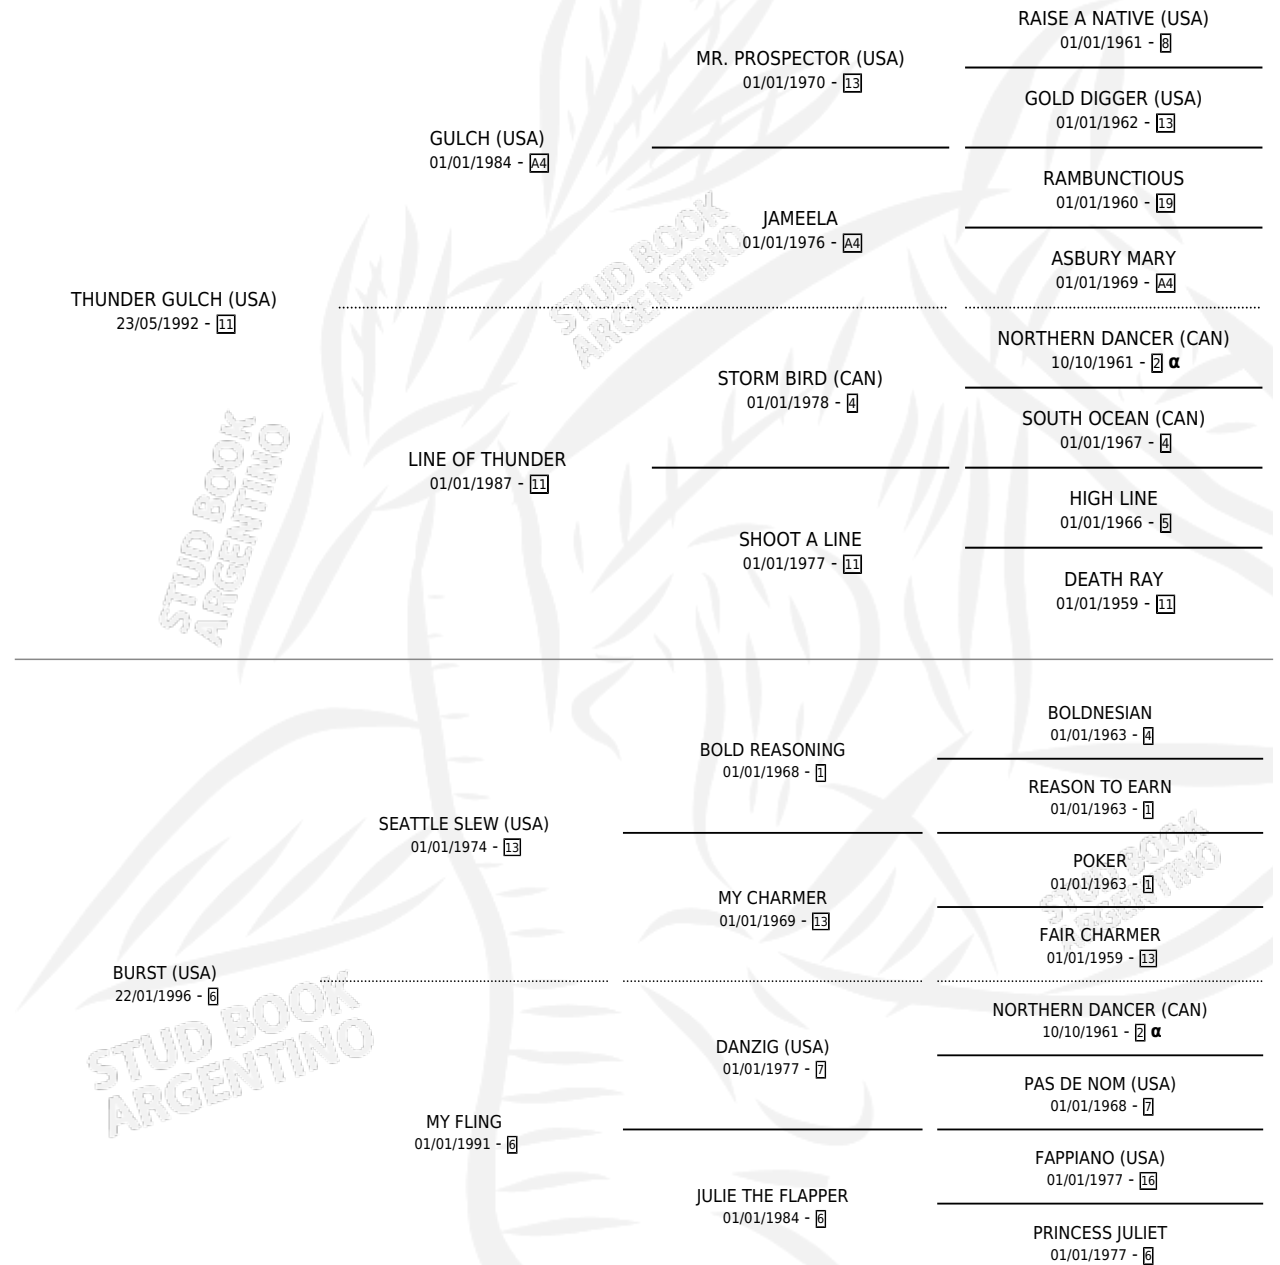 RAISE A NATIVE (USA)
01/01/1961 - 8
MR. PROSPECTOR (USA)
01/01/1970 - 13
GOLD DIGGER (USA)
01/01/1962 - 13
GULCH (USA)
01/01/1984 - A4
RAMBUNCTIOUS
01/01/1960 - 19
JAMEELA
01/01/1976 - A4
ASBURY MARY
01/01/1969 - A4
THUNDER GULCH (USA)
23/05/1992 - 11
NORTHERN DANCER (CAN)
10/10/1961 - 2 α
STORM BIRD (CAN)
01/01/1978 - 4
SOUTH OCEAN (CAN)
01/01/1967 - 4
LINE OF THUNDER
01/01/1987 - 11
HIGH LINE
01/01/1966 - 5
SHOOT A LINE
01/01/1977 - 11
DEATH RAY
01/01/1959 - 11
STUD BOOK
ARGENTINO
STUD BOOK
ARGENTINO
BOLDNESIAN
01/01/1963 - 4
BOLD REASONING
01/01/1968 - 1
REASON TO EARN
01/01/1963 - 1
SEATTLE SLEW (USA)
01/01/1974 - 13
POKER
01/01/1963 - 1
MY CHARMER
01/01/1969 - 13
FAIR CHARMER
01/01/1959 - 13
BURST (USA)
22/01/1996 - 6
NORTHERN DANCER (CAN)
10/10/1961 - 2 α
DANZIG (USA)
01/01/1977 - 7
PAS DE NOM (USA)
01/01/1968 - 7
MY FLING
01/01/1991 - 6
FAPPIANO (USA)
01/01/1977 - 16
JULIE THE FLAPPER
01/01/1984 - 6
PRINCESS JULIET
01/01/1977 - 6
STUD BOOK
ARGENTINO
STUD BOOK
ARGENTINO